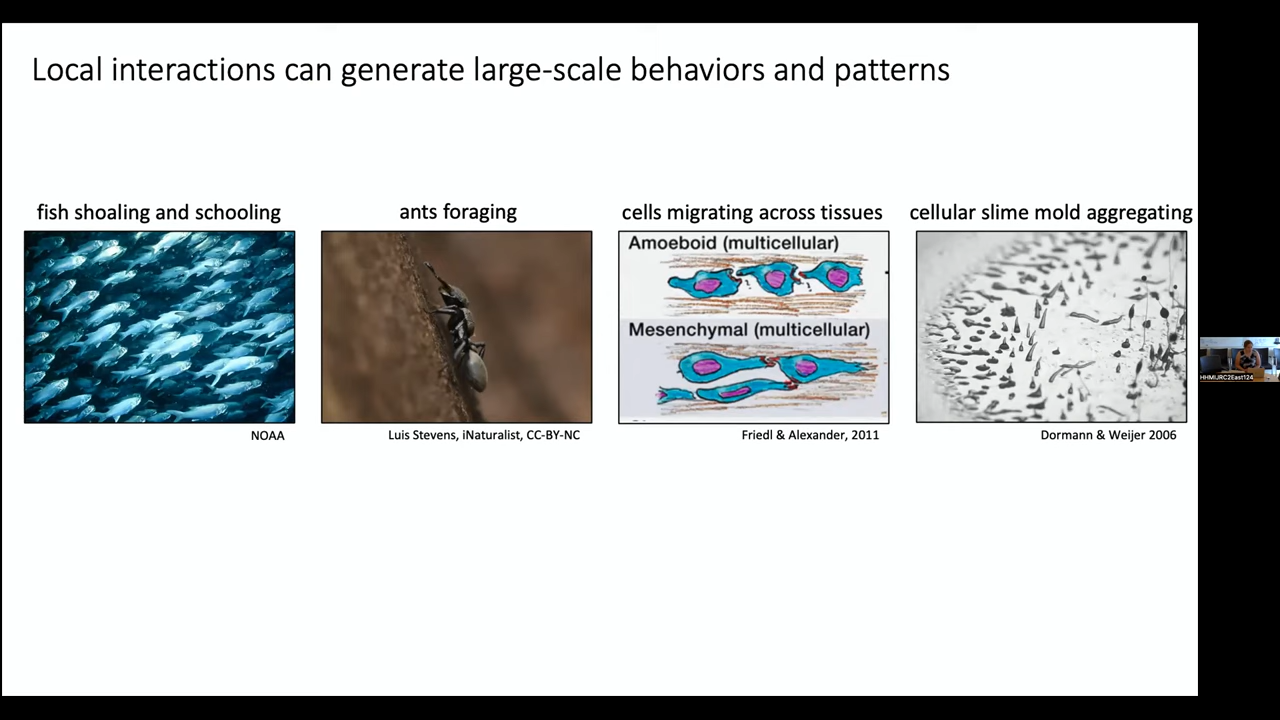 Local interactions can generate large-scale behaviors and patterns
fish shoaling and schooling
NOAA
ants foraging
Luis Stevens, iNaturalist, CC-BY-NC
cells migrating across tissues
Amoeboid (multicellular)
Mesenchymal (multicellular)
Friedl & Alexander, 2011
cellular slime mold aggregating
Dormann & Weijer 2006
HHMIJRC2East124